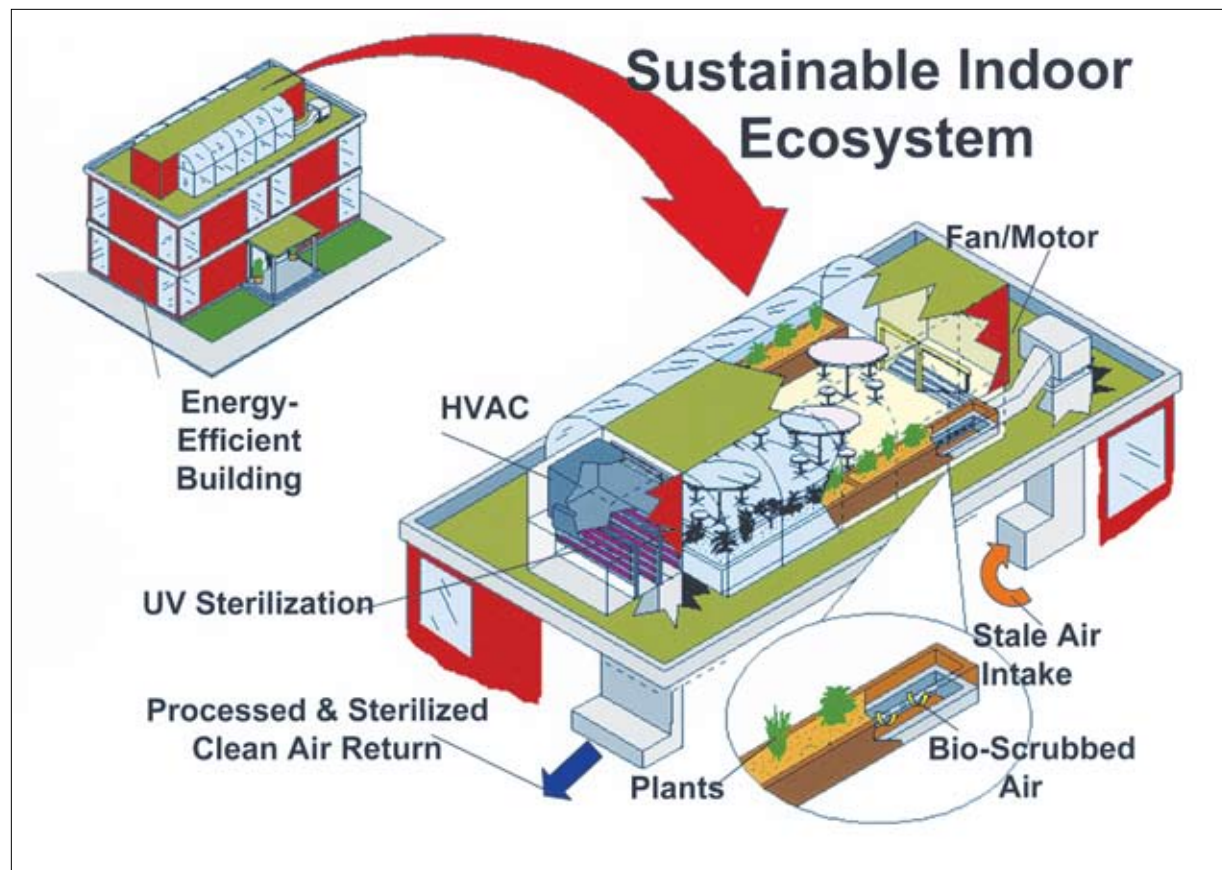 Sustainable Indoor
Ecosystem
Fan/Motor
Energy-
Efficient
Building
HVAC
UV Sterilization
Stale Air
Intake
Processed & Sterilized
Clean Air Return
Plants
Bio-Scrubbed
Air